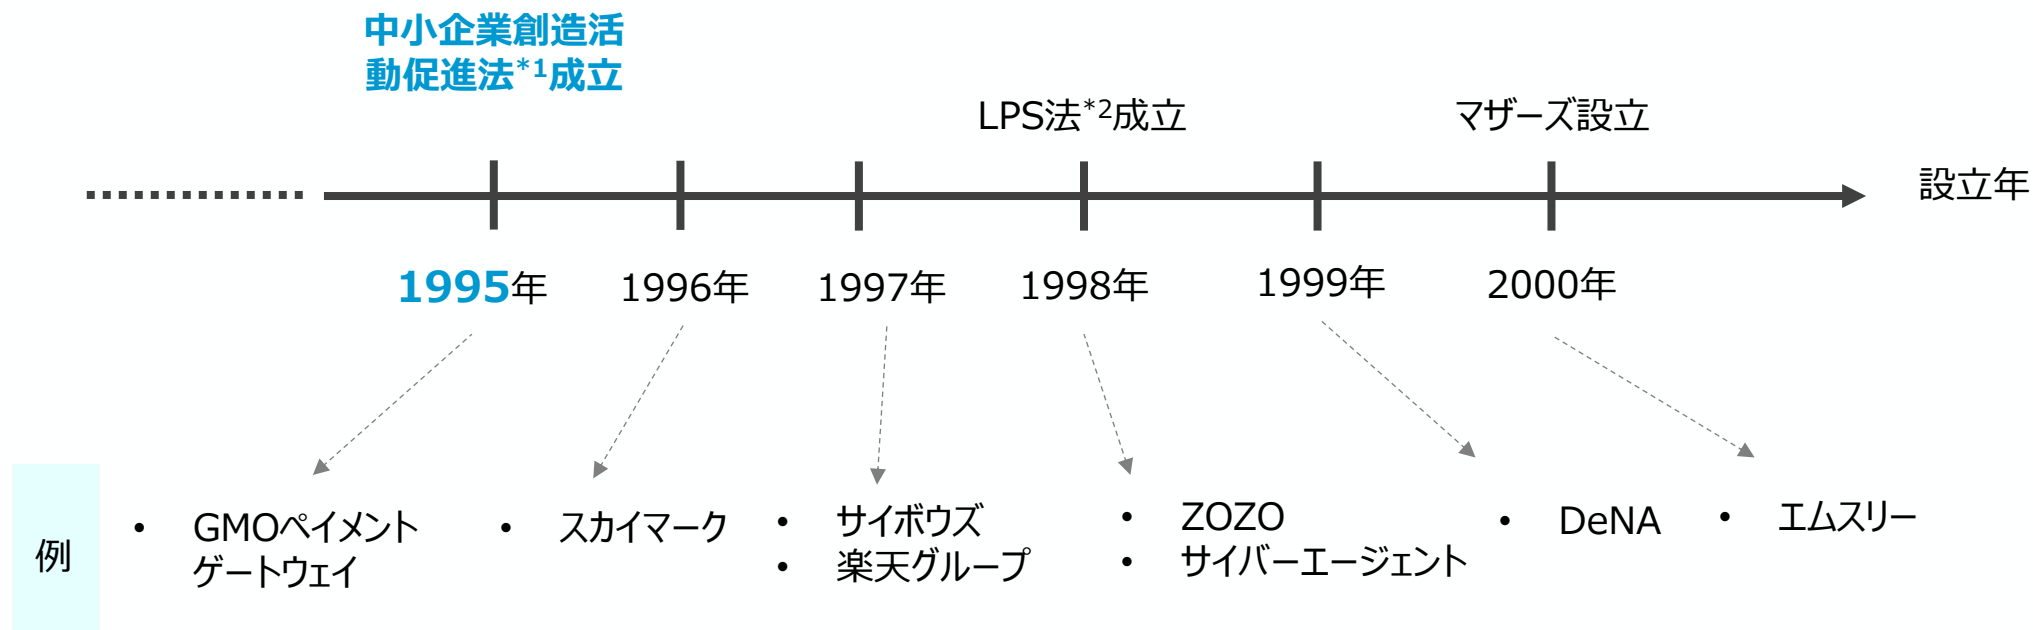 中小企業創造活
動促進法*1成立
LPS法*2成立
マザーズ設立
設立年
1995年
1996年
1997年
1998年
1999年
2000年
例
• GMOペイメント
ゲートウェイ
• スカイマーク
• サイボウズ
• 楽天グループ
• ZOZO
• サイバーエージェント
• DeNA
• エムスリー